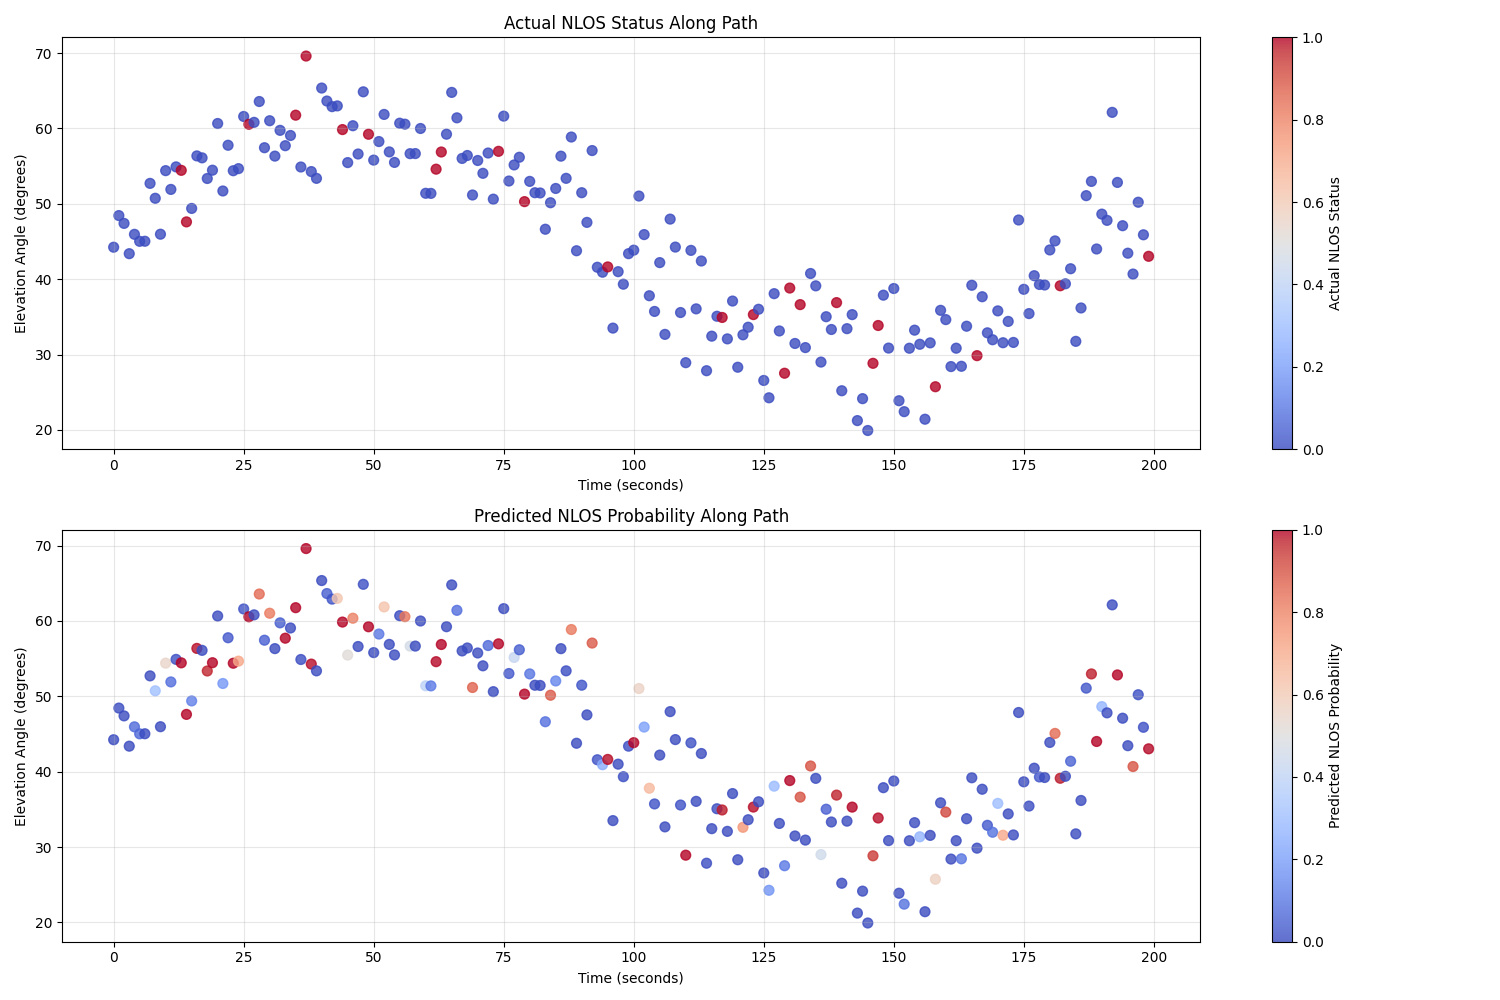 Actual NLOS Status Along Path
Elevation Angle (degrees)
70
60
50
40
30
20
0 25 50 75 100 125 150 175 200
Time (seconds)
1.0
0.8
0.6
0.4
0.2
0.0
Actual NLOS Status
Predicted NLOS Probability Along Path
Elevation Angle (degrees)
70
60
50
40
30
20
0 25 50 75 100 125 150 175 200
Time (seconds)
1.0
0.8
0.6
0.4
0.2
0.0
Predicted NLOS Probability